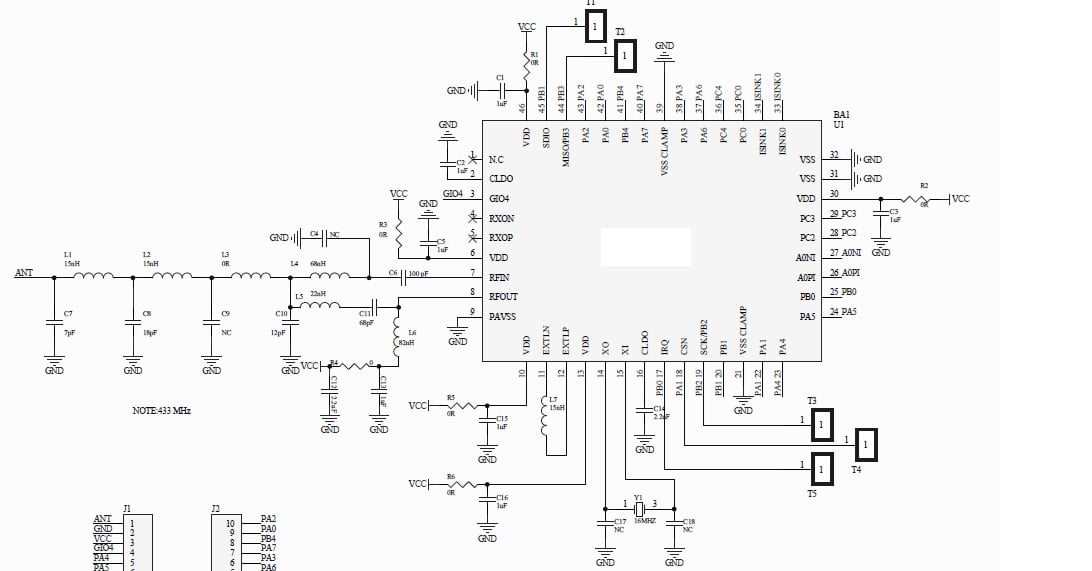 T1
1 1
VCC
T2
1 1
GND
R1
0R
GND
C1
1uF
46
45 PB1
44 PB3
43 PA2
42 PA0
41 PB4
40 PA7
39
38 PA3
37 PA6
36 PC4
35 PC0
34 ISINK1
33 ISINK0
BA1
U1
VDD
SDIO
MISO/PB3
PA2
PA0
PB4
PA7
VSS CLAMP
PA3
PA6
PC4
PC0
ISINK1
ISINK0
GND
C2
1uF
1 N.C
2 CLDO
GIO4 3 GIO4
4 RXON
5 RXOP
6 VDD
7 RFIN
8 RFOUT
9 PAVSS
VSS 32 GND
VSS 31 GND
VDD 30
R2
0R
VCC
C3
1uF
GND
PC3 29 PC3
PC2 28 PC2
A0NI 27 A0NI
A0PI 26 A0PI
PB0 25 PB0
PA5 24 PA5
VCC
R3
0R
GND
C5
1uF
GND C4 NC
ANT
L1
15nH
L2
15nH
L3
0R
L4 68nH
C6 100pF
L5 22nH
C7
7pF
C8
18pF
C9
NC
C10
12pF
C11
68pF
L6
82nH
GND
GND
GND
GND
GND
VCC R4 0
C12 2.2uF
C13 1uF
GND
GND
VDD
EXTLN
EXTLP
VDD
XO
XI
CLDO
IRQ
CSN
SCK/PB2
PB1
VSS CLAMP
PA1
PA4
10
11
12
13
14
15
16
PB0 17
PA1 18
PB2 19
PB1 20
21
PA1 22
PA4 23
GND
NOTE:433 MHz
VCC
R5
0R
C15
1uF
GND
L7
15nH
C14
2.2uF
GND
T3
1 1
1 1
T4
1 1
T5
VCC
R6
0R
C16
1uF
GND
1 Y1 3
16MHZ
C17
NC
C18
NC
GND
GND
J1
ANT 1
GND 2
VCC 3
GIO4 4
PA4 5
PA5
J2
10 PA2
9 PA0
8 PB4
7 PA7
6 PA3
PA6